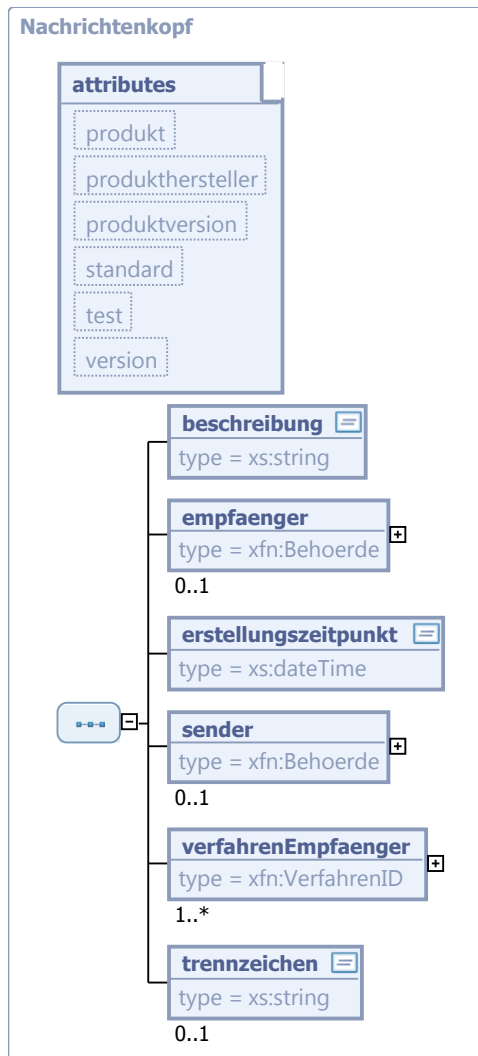 Nachrichtenkopf
attributes
produkt
produkthersteller
produktversion
standard
test
version
beschreibung
type = xs:string
empfaenger
type = xfn:Behoerde
0..1
erstellungszeitpunkt
type = xs:dateTime
sender
type = xfn:Behoerde
0..1
verfahrenEmpfaenger
type = xfn:VerfahrenID
1..*
trennzeichen
type = xs:string
0..1